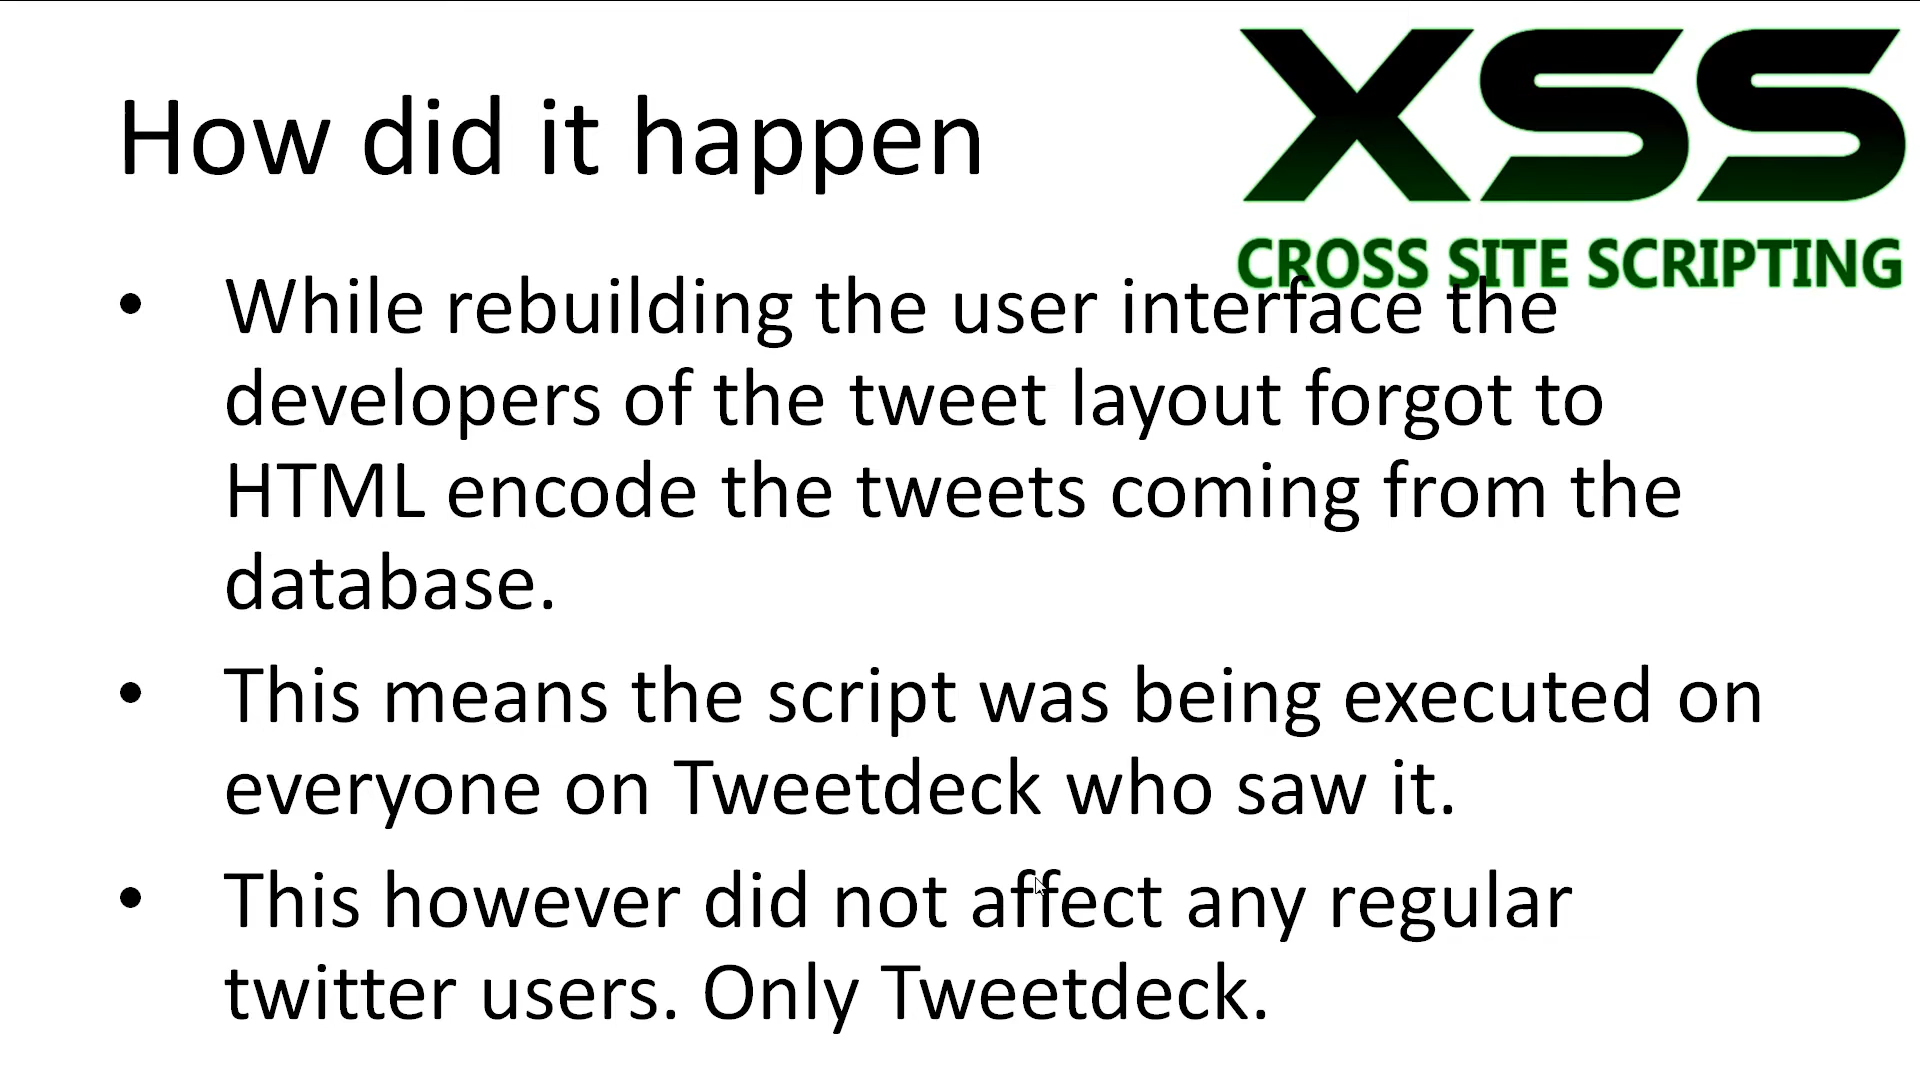 XSS
How did it happen
CROSS SITE SCRIPTING
• While rebuilding the user interface the
developers of the tweet layout forgot to
HTML encode the tweets coming from the
database.
• This means the script was being executed on
everyone on Tweetdeck who saw it.
• This however did not affect any regular
twitter users. Only Tweetdeck.